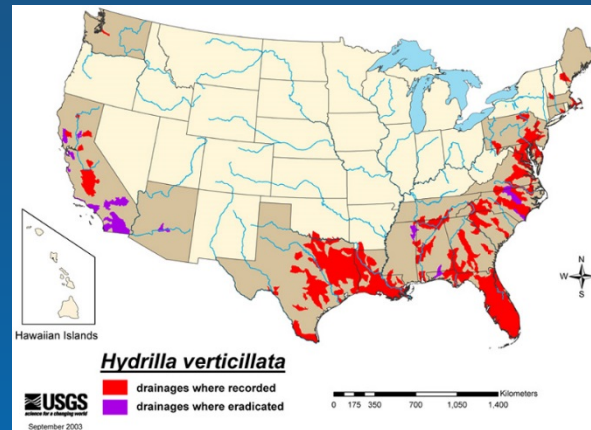 Hawaiian Islands
N
W E
S
Hydrilla verticillata
drainages where recorded
drainages where eradicated
USGS
science for a changing world
September 2003
Kilometers
0 175 350 700 1,050 1,400